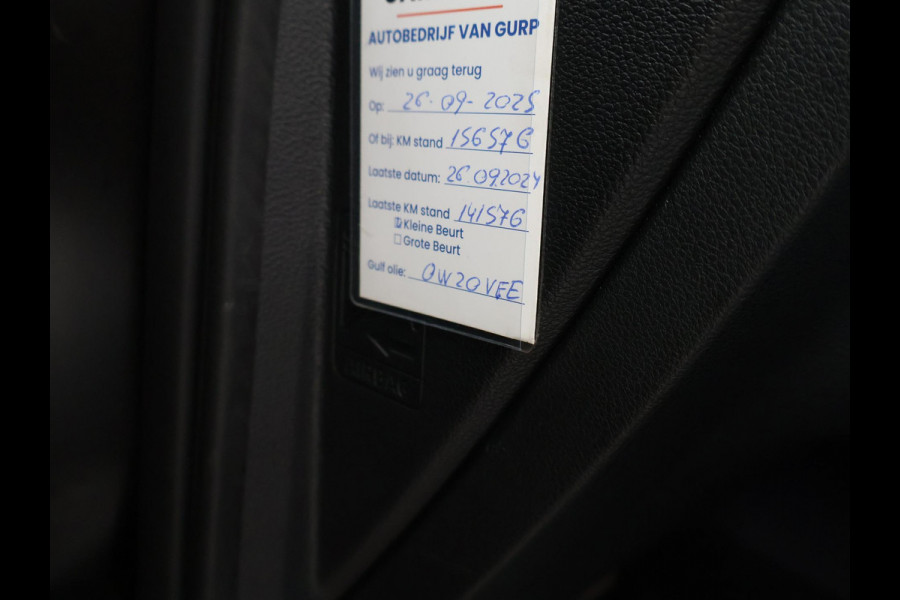 AUTOBEDRIJF VAN GURP
Wij zien u graag terug
Op: 26-09-2025
Of bij: KM stand 156576
Laatste datum: 26.09.2024
Laatste KM stand 141576
☑ Kleine Beurt
☐ Grote Beurt
Gulf olie: 0W20VEE